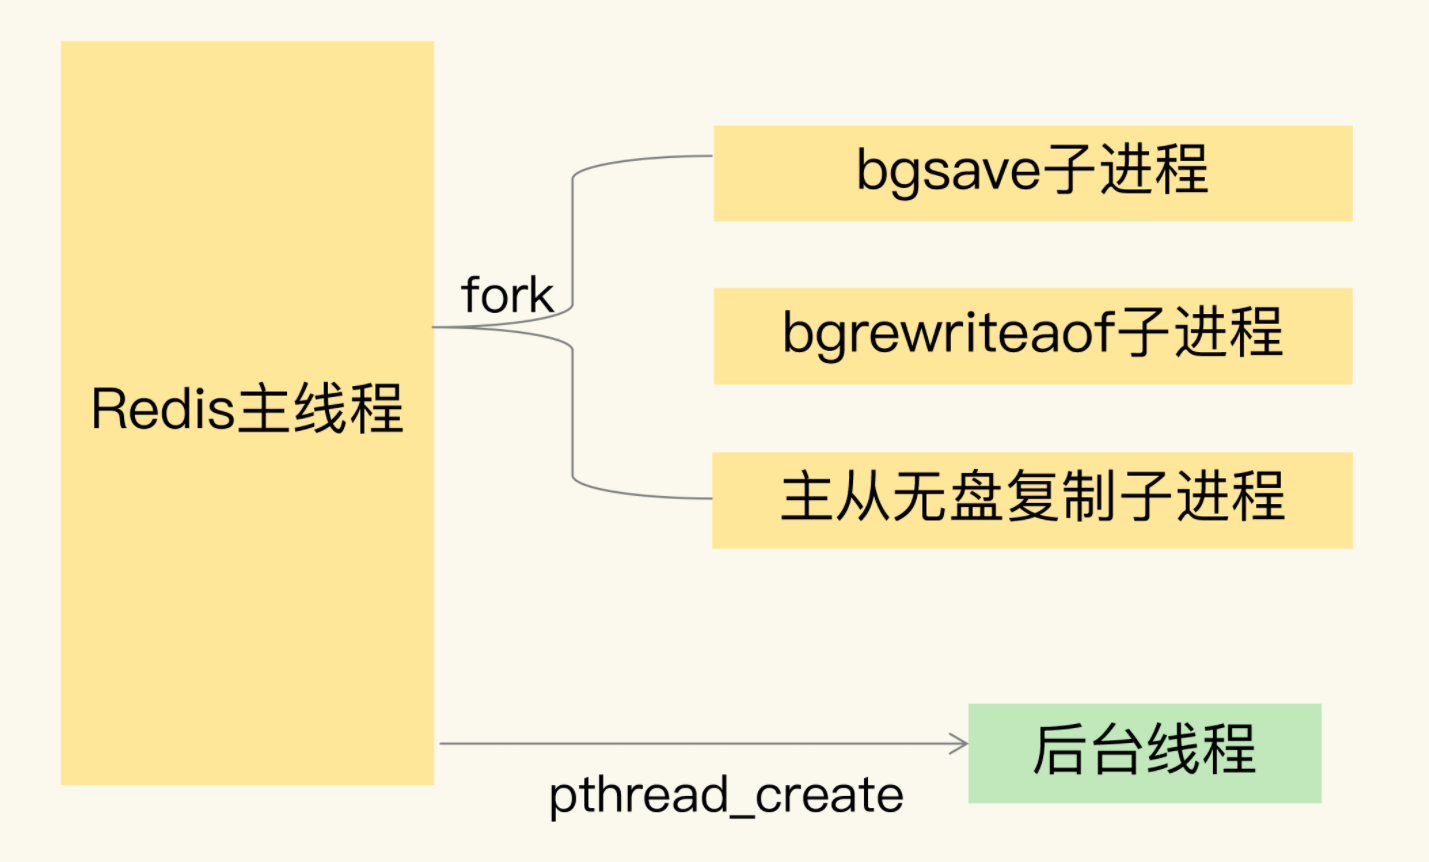 Redis主线程
fork
bgsave子进程
bgrewriteaof子进程
主从无盘复制子进程
pthread_create
后台线程